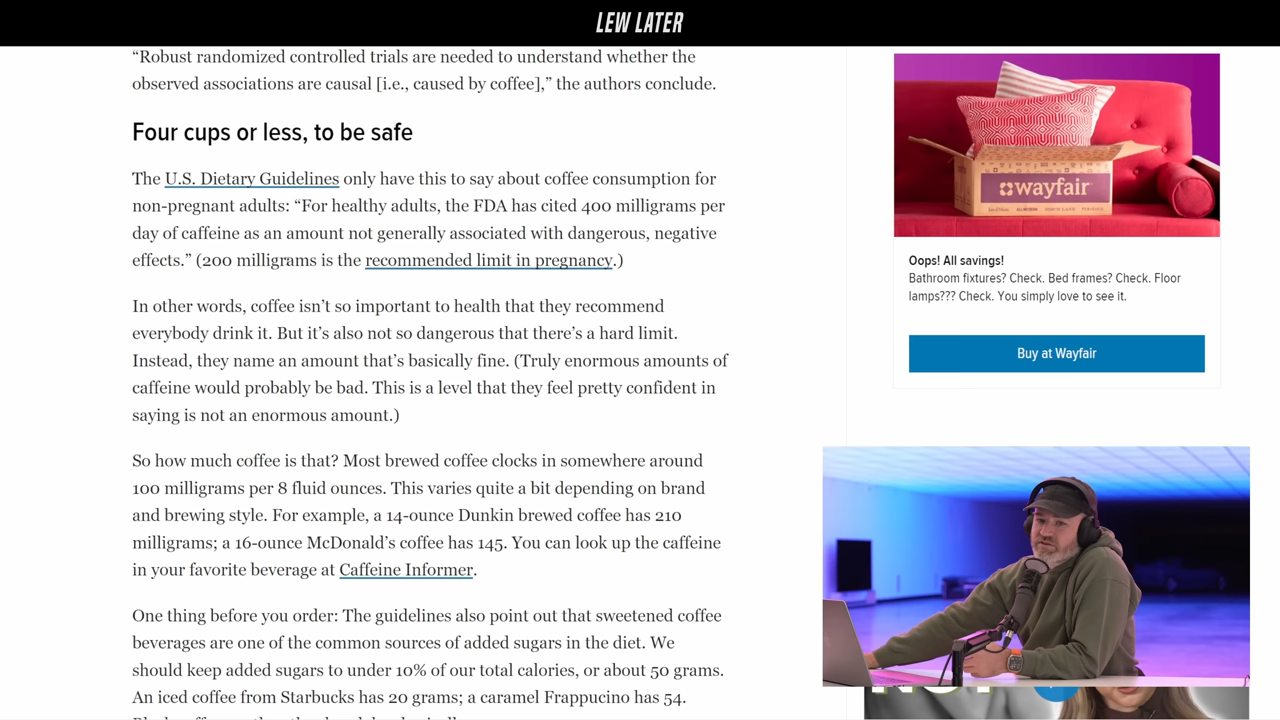 LEW LATER
“Robust randomized controlled trials are needed to understand whether the
observed associations are causal [i.e., caused by coffee],” the authors conclude.
Four cups or less, to be safe
The U.S. Dietary Guidelines only have this to say about coffee consumption for
non-pregnant adults: “For healthy adults, the FDA has cited 400 milligrams per
day of caffeine as an amount not generally associated with dangerous, negative
effects.” (200 milligrams is the recommended limit in pregnancy.)
In other words, coffee isn’t so important to health that they recommend
everybody drink it. But it’s also not so dangerous that there’s a hard limit.
Instead, they name an amount that’s basically fine. (Truly enormous amounts of
caffeine would probably be bad. This is a level that they feel pretty confident in
saying is not an enormous amount.)
So how much coffee is that? Most brewed coffee clocks in somewhere around
100 milligrams per 8 fluid ounces. This varies quite a bit depending on brand
and brewing style. For example, a 14-ounce Dunkin brewed coffee has 210
milligrams; a 16-ounce McDonald’s coffee has 145. You can look up the caffeine
in your favorite beverage at Caffeine Informer.
One thing before you order: The guidelines also point out that sweetened coffee
beverages are one of the common sources of added sugars in the diet. We
should keep added sugars to under 10% of our total calories, or about 50 grams.
An iced coffee from Starbucks has 20 grams; a caramel Frappucino has 54.
wayfair
Oops! All savings!
Bathroom fixtures? Check. Bed frames? Check. Floor
lamps??? Check. You simply love to see it.
Buy at Wayfair